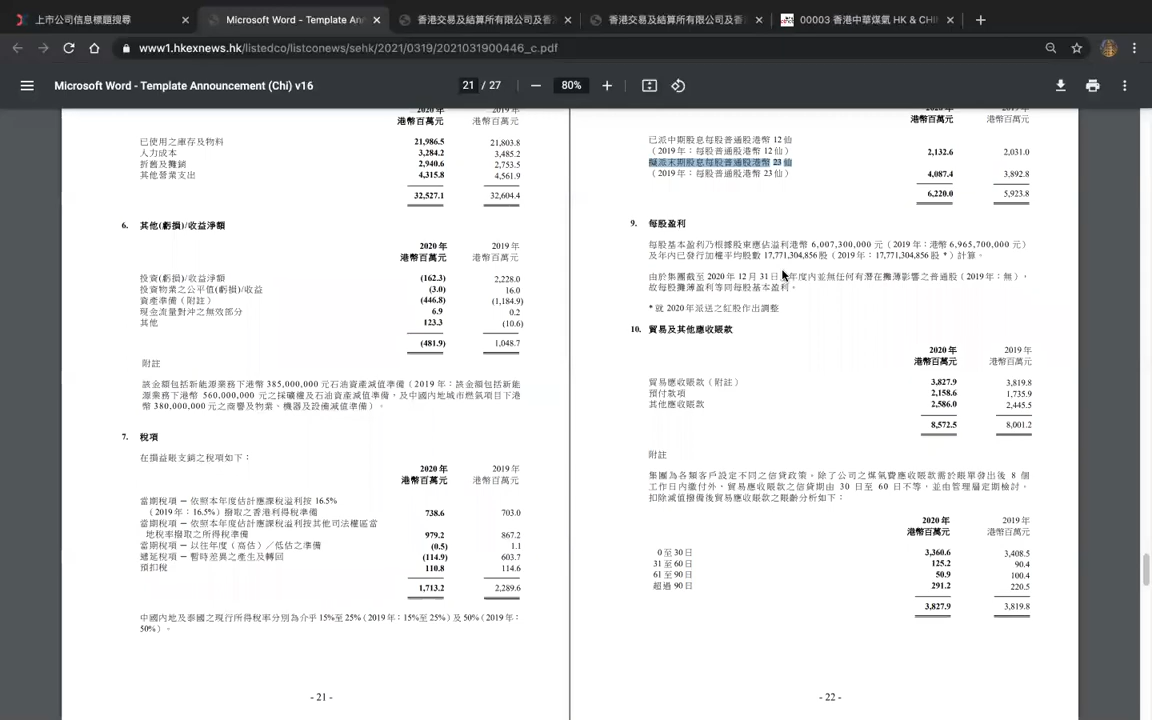 上市公司信息標題搜尋
Microsoft Word - Template Ann
香港交易及結算所有限公司及香
香港交易及結算所有限公司及香
00003 香港中華煤氣 HK & CHI
www1.hkexnews.hk/listedco/listconews/sehk/2021/0319/2021031900446_c.pdf
Microsoft Word - Template Announcement (Chi) v16
21 / 27
80%
2020 年 2019 年
港幣百萬元 港幣百萬元
已使用之庫存及物料 21,986.5 21,803.8
人力成本 3,284.2 3,485.2
折舊及攤銷 2,940.6 2,753.5
其他營業支出 4,315.8 4,561.9
32,527.1 32,604.4
6. 其他(虧損)/收益淨額
2020 年 2019 年
港幣百萬元 港幣百萬元
投資(虧損)/收益淨額 (162.3) 2,228.0
投資物業之公平值(虧損)/收益 (3.0) 16.0
資產準備（附註） (446.8) (1,184.9)
現金流量對沖之無效部分 6.9 0.2
其他 123.3 (10.6)
(481.9) 1,048.7
附註
該金額包括新能源業務下港幣 385,000,000 元石油資產減值準備（2019 年：該金額包括新能
源業務下港幣 560,000,000 元之採礦權及石油資產減值準備，及中國內地城市燃氣項目下港
幣 380,000,000 元之商譽及物業、機器及設備減值準備）。
7. 稅項
在損益賬支銷之稅項如下：
2020 年 2019 年
港幣百萬元 港幣百萬元
當期稅項 － 依照本年度估計應課稅溢利按 16.5%
（2019 年：16.5%）撥取之香港利得稅準備 738.6 703.0
當期稅項 － 依照本年度估計應課稅溢利按其他司法權區當
地稅率撥取之所得稅準備 979.2 867.2
當期稅項 － 以往年度（高估）／低估之準備 (0.5) 1.1
遞延稅項 － 暫時差異之產生及轉回 (114.9) 603.7
預扣稅 110.8 114.6
1,713.2 2,289.6
中國內地及泰國之現行所得稅率分別為介乎 15%至 25%（2019 年：15%至 25%）及 50%（2019 年：
50%）。
- 21 -
2020 年 2019 年
港幣百萬元 港幣百萬元
已派中期股息每股普通股港幣 12 仙
（2019 年：每股普通股港幣 12 仙） 2,132.6 2,031.0
擬派末期股息每股普通股港幣 23 仙
（2019 年：每股普通股港幣 23 仙） 4,087.4 3,892.8
6,220.0 5,923.8
9. 每股盈利
每股基本盈利乃根據股東應佔溢利港幣 6,007,300,000 元（2019 年：港幣 6,965,700,000 元）
及年內已發行加權平均股數 17,771,304,856 股（2019 年：17,771,304,856 股 *）計算。
由於集團截至 2020 年 12 月 31 日 年度內並無任何有潛在攤薄影響之普通股（2019 年：無），
故每股攤薄盈利等同每股基本盈利。
* 就 2020 年派送之紅股作出調整
10. 貿易及其他應收賬款
2020 年 2019 年
港幣百萬元 港幣百萬元
貿易應收賬款（附註） 3,827.9 3,819.8
預付款項 2,158.6 1,735.9
其他應收賬款 2,586.0 2,445.5
8,572.5 8,001.2
附註
集團為各類客戶設定不同之信貸政策。除了公司之煤氣費應收賬款需於賬單發出後 8 個
工作日內繳付外，貿易應收賬款之信貸期由 30 日至 60 日不等，並由管理層定期檢討。
扣除減值撥備後貿易應收賬款之賬齡分析如下：
2020 年 2019 年
港幣百萬元 港幣百萬元
0 至 30 日 3,360.6 3,408.5
31 至 60 日 125.2 90.4
61 至 90 日 50.9 100.4
超過 90 日 291.2 220.5
3,827.9 3,819.8
- 22 -